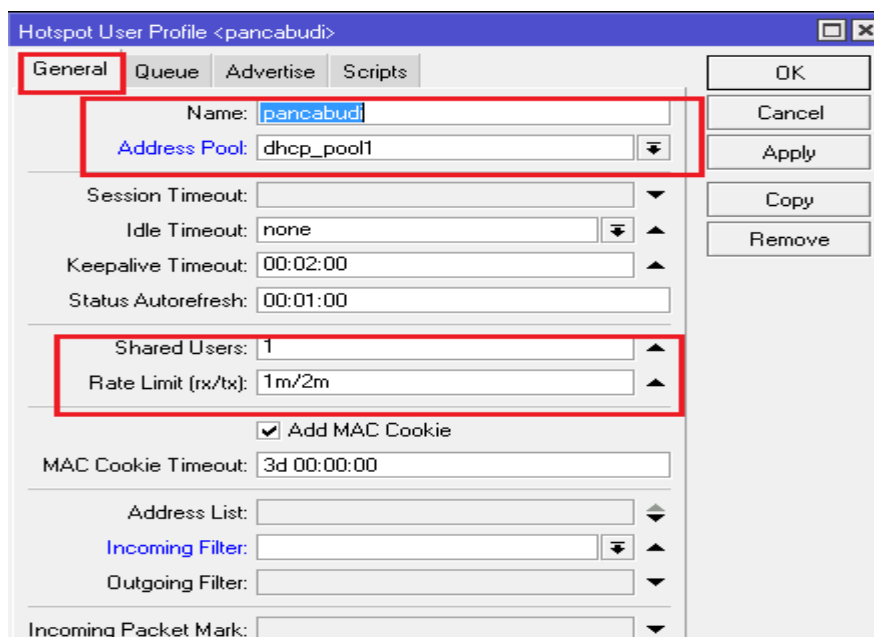 Hotspot User Profile <pancabudi>
General Queue Advertise Scripts
Name: pancabudi
Address Pool: dhcp_pool1
Session Timeout:
Idle Timeout: none
Keepalive Timeout: 00:02:00
Status Autorefresh: 00:01:00
Shared Users: 1
Rate Limit (rx/tx): 1m/2m
Add MAC Cookie
MAC Cookie Timeout: 3d 00:00:00
Address List:
Incoming Filter:
Outgoing Filter:
Incoming Packet Mark:
OK
Cancel
Apply
Copy
Remove